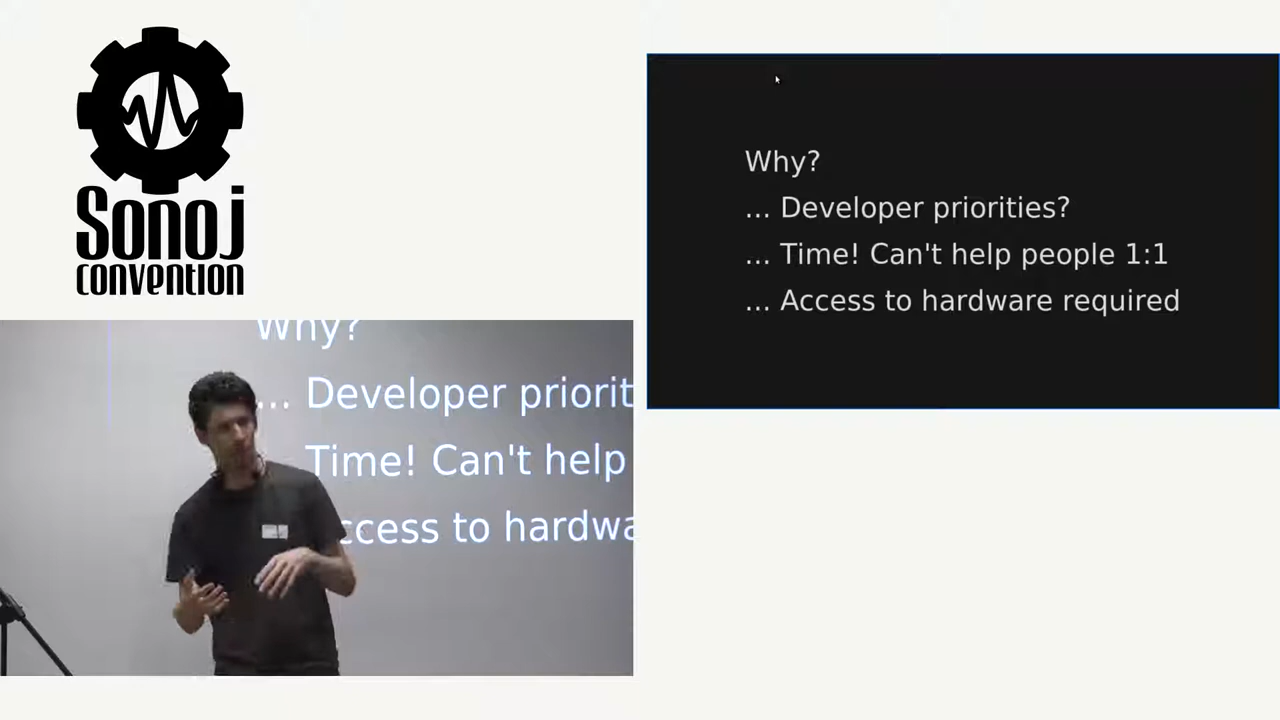 Sonoj
convention
Why?
... Developer priorities?
... Time! Can't help people 1:1
... Access to hardware required
Why?
... Developer priorit
Time! Can't help
ccess to hardwa